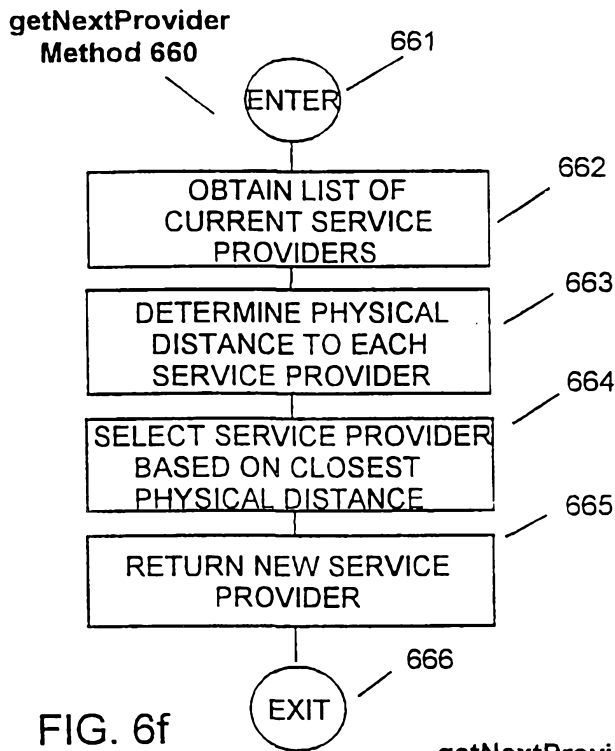 getNextProvider
Method 660
661
ENTER
662
OBTAIN LIST OF
CURRENT SERVICE
PROVIDERS
663
DETERMINE PHYSICAL
DISTANCE TO EACH
SERVICE PROVIDER
664
SELECT SERVICE PROVIDER
BASED ON CLOSEST
PHYSICAL DISTANCE
665
RETURN NEW SERVICE
PROVIDER
666
EXIT
FIG. 6f